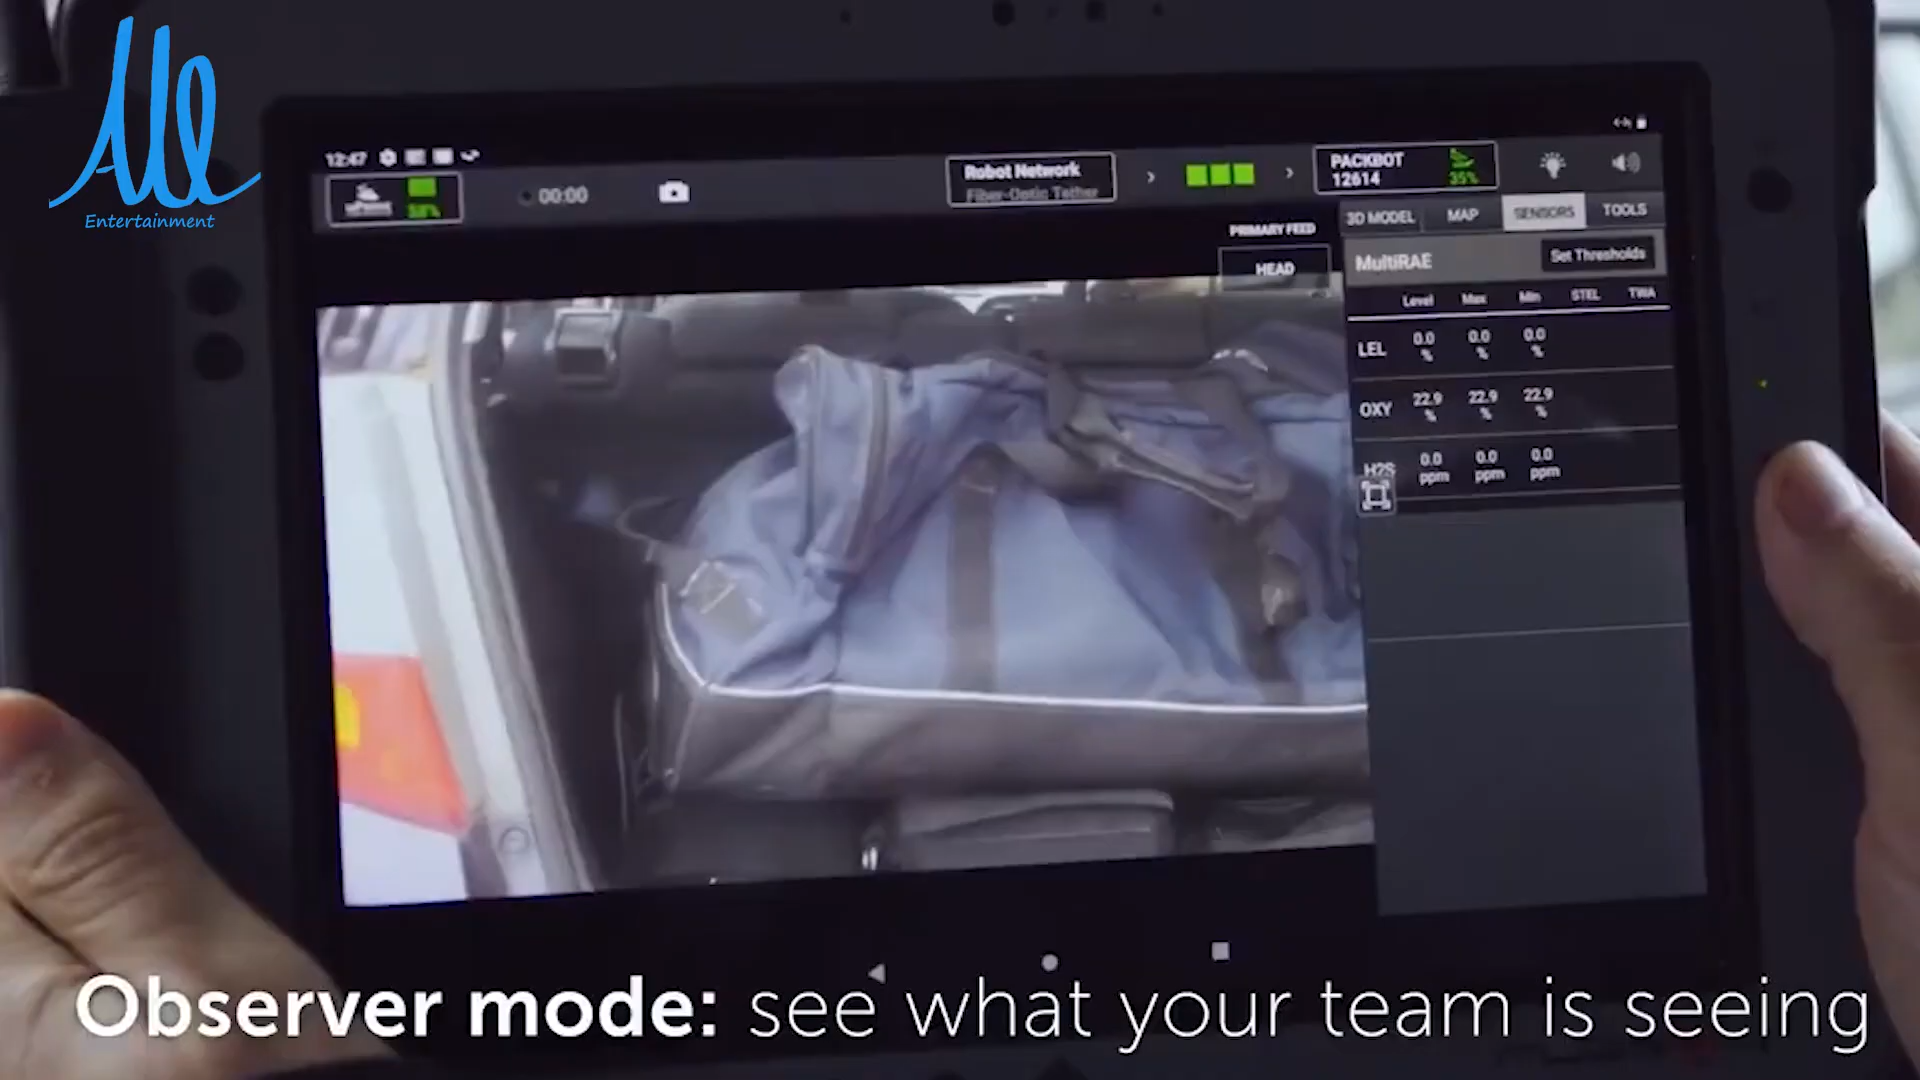 All
Entertainment
12:47
00:00
Robot Network
Fiber-Optic Tether
PACKBOT
12614
35%
58%
3D MODEL
MAP
SENSORS
TOOLS
PRIMARY FEED
HEAD
MultiRAE
Set Thresholds
Level Max Min STEL TWA
LEL 0.0 % 0.0 % 0.0 %
OXY 22.9 % 22.9 % 22.9 %
H2S 0.0 ppm 0.0 ppm 0.0 ppm
Observer mode: see what your team is seeing